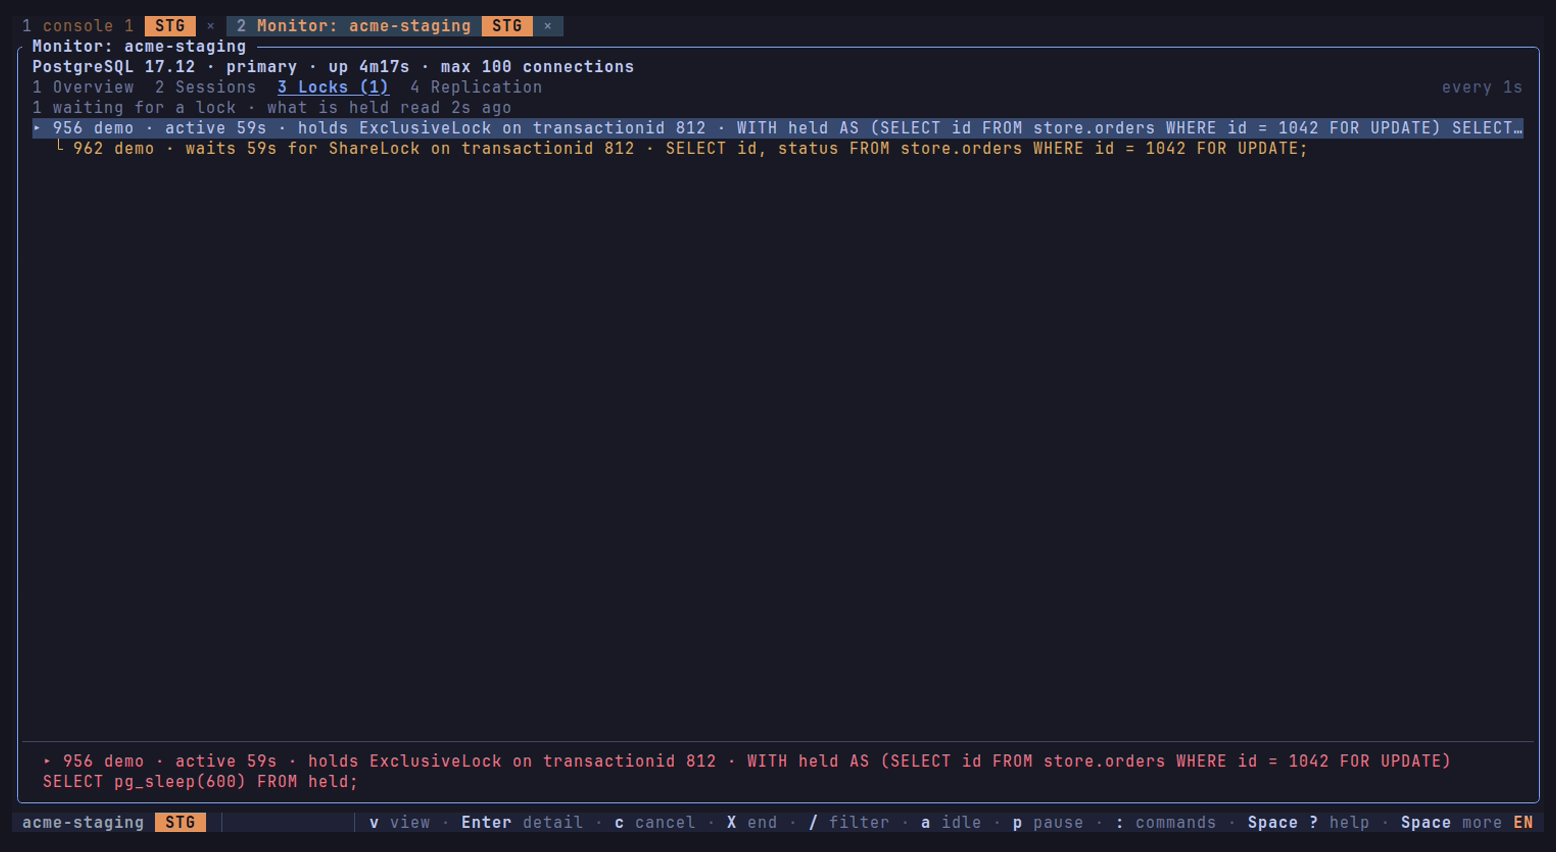 1 console 1 STG × 2 Monitor: acme-staging STG ×
Monitor: acme-staging
PostgreSQL 17.12 · primary · up 4m17s · max 100 connections
1 Overview 2 Sessions 3 Locks (1) 4 Replication every 1s
1 waiting for a lock · what is held read 2s ago
▸ 956 demo · active 59s · holds ExclusiveLock on transactionid 812 · WITH held AS (SELECT id FROM store.orders WHERE id = 1042 FOR UPDATE) SELECT…
└ 962 demo · waits 59s for ShareLock on transactionid 812 · SELECT id, status FROM store.orders WHERE id = 1042 FOR UPDATE;
▸ 956 demo · active 59s · holds ExclusiveLock on transactionid 812 · WITH held AS (SELECT id FROM store.orders WHERE id = 1042 FOR UPDATE)
SELECT pg_sleep(600) FROM held;
acme-staging STG v view · Enter detail · c cancel · X end · / filter · a idle · p pause · : commands · Space ? help · Space more EN